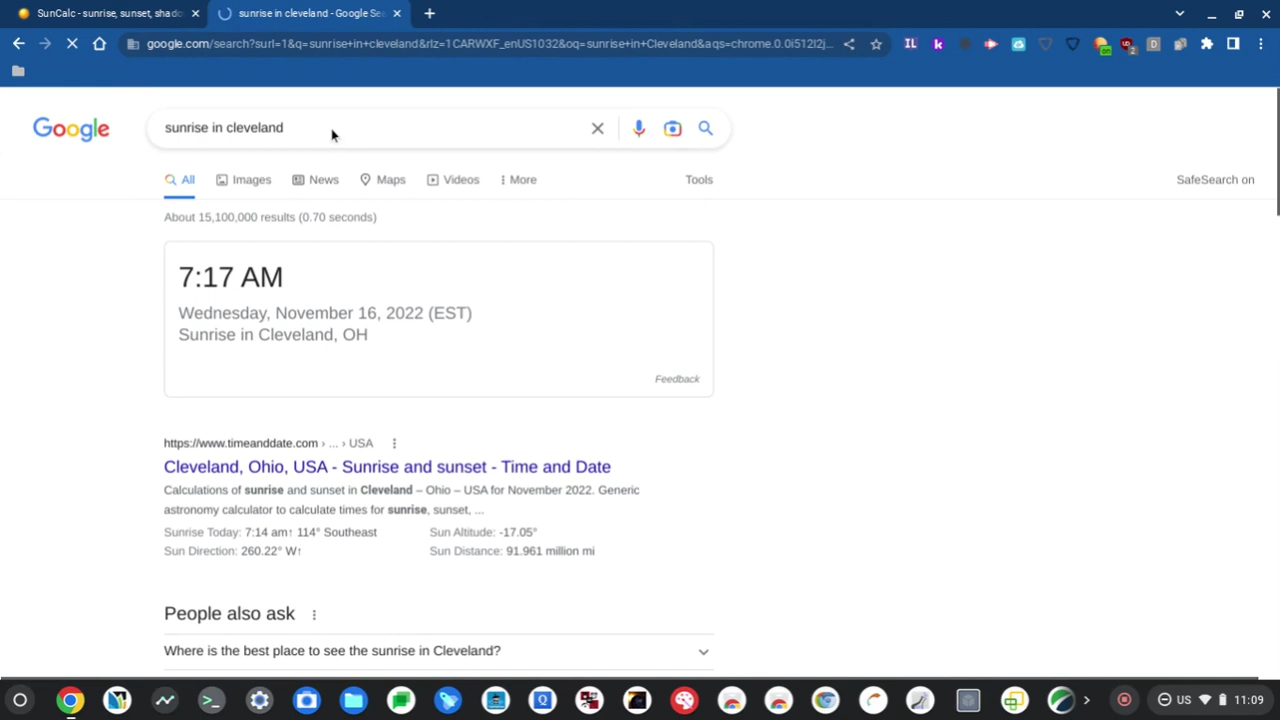 SunCalc - sunrise, sunset, shado
sunrise in cleveland - Google Sea
google.com/search?surl=1&q=sunrise+in+cleveland&rlz=1CARWXF_enUS1032&oq=sunrise+in+Cleveland&aqs=chrome.0.0i512l2j...
Google
sunrise in cleveland
All Images News Maps Videos More Tools
SafeSearch on
About 15,100,000 results (0.70 seconds)
7:17 AM
Wednesday, November 16, 2022 (EST)
Sunrise in Cleveland, OH
Feedback
https://www.timeanddate.com › ... › USA
Cleveland, Ohio, USA - Sunrise and sunset - Time and Date
Calculations of sunrise and sunset in Cleveland – Ohio – USA for November 2022. Generic
astronomy calculator to calculate times for sunrise, sunset, ...
Sunrise Today: 7:14 am↑ 114° Southeast Sun Altitude: -17.05°
Sun Direction: 260.22° W↑ Sun Distance: 91.961 million mi
People also ask
Where is the best place to see the sunrise in Cleveland?
US 11:09